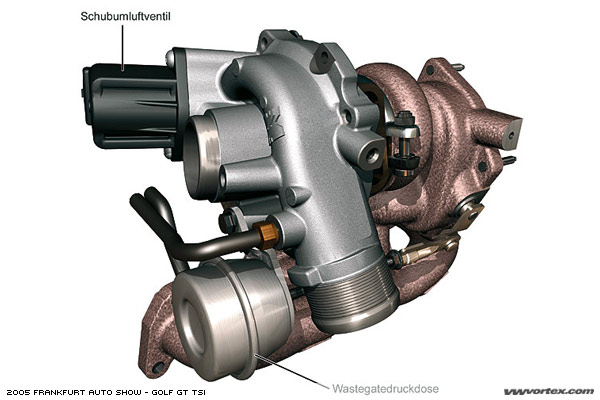 Schubumluftventil
Wastegatedruckdose
2005 FRANKFURT AUTO SHOW - GOLF GT TSI
vwvortex.com